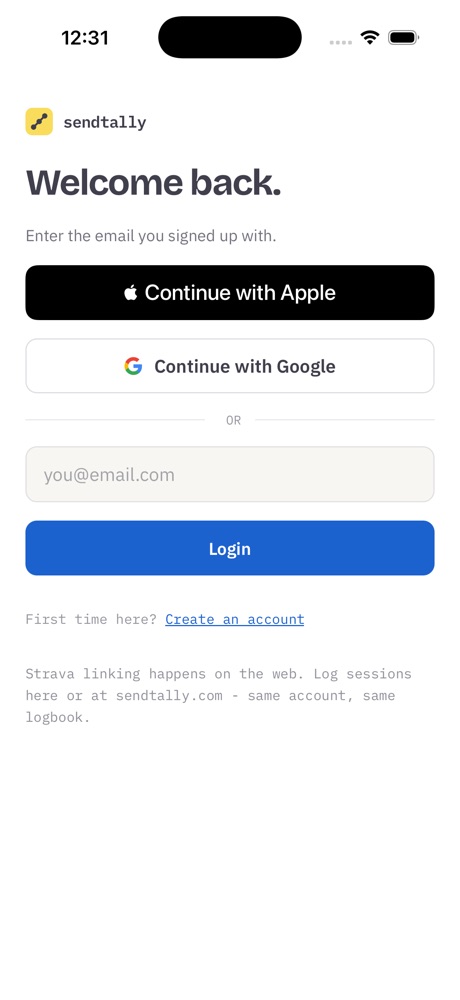 12:31
sendtally
Welcome back.
Enter the email you signed up with.
Continue with Apple
Continue with Google
OR
you@email.com
Login
First time here? Create an account
Strava linking happens on the web. Log sessions
here or at sendtally.com - same account, same
logbook.